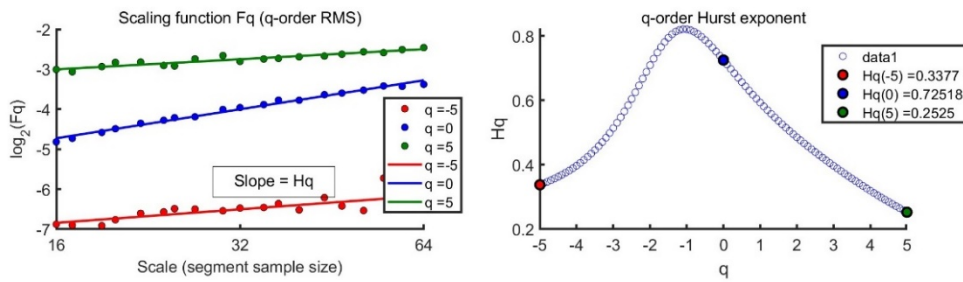 Scaling function Fq (q-order RMS)
-2
-3
-4
-5
-6
-7
log2(Fq)
16 32 64
Scale (segment sample size)
Slope = Hq
q =-5
q =0
q =5
q =-5
q =0
q =5
q-order Hurst exponent
0.8
0.6
0.4
0.2
Hq
-5 -4 -3 -2 -1 0 1 2 3 4 5
q
data1
Hq(-5) =0.3377
Hq(0) =0.72518
Hq(5) =0.2525